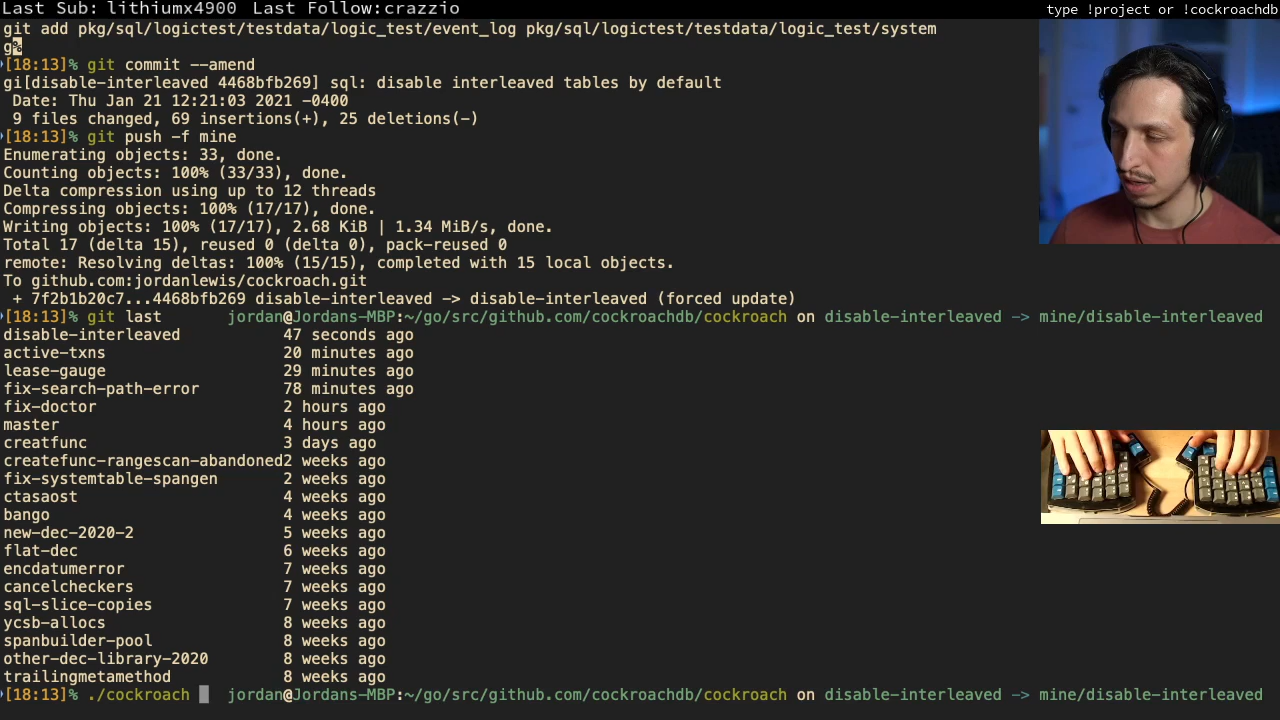 Last Sub: lithiumx4900 Last Follow:crazzio
type !project or !cockroachdb
git add pkg/sql/logictest/testdata/logic_test/event_log pkg/sql/logictest/testdata/logic_test/system
g%
[18:13]% git commit --amend
gi[disable-interleaved 4468bfb269] sql: disable interleaved tables by default
Date: Thu Jan 21 12:21:03 2021 -0400
9 files changed, 69 insertions(+), 25 deletions(-)
[18:13]% git push -f mine
Enumerating objects: 33, done.
Counting objects: 100% (33/33), done.
Delta compression using up to 12 threads
Compressing objects: 100% (17/17), done.
Writing objects: 100% (17/17), 2.68 KiB | 1.34 MiB/s, done.
Total 17 (delta 15), reused 0 (delta 0), pack-reused 0
remote: Resolving deltas: 100% (15/15), completed with 15 local objects.
To github.com:jordanlewis/cockroach.git
+ 7f2b1b20c7...4468bfb269 disable-interleaved -> disable-interleaved (forced update)
[18:13]% git last jordan@Jordans-MBP:~/go/src/github.com/cockroachdb/cockroach on disable-interleaved -> mine/disable-interleaved
disable-interleaved 47 seconds ago
active-txns 20 minutes ago
lease-gauge 29 minutes ago
fix-search-path-error 78 minutes ago
fix-doctor 2 hours ago
master 4 hours ago
creatfunc 3 days ago
createfunc-rangescan-abandoned2 weeks ago
fix-systemtable-spangen 2 weeks ago
ctasaost 4 weeks ago
bango 4 weeks ago
new-dec-2020-2 5 weeks ago
flat-dec 6 weeks ago
encdatumerror 7 weeks ago
cancelcheckers 7 weeks ago
sql-slice-copies 7 weeks ago
ycsb-allocs 8 weeks ago
spanbuilder-pool 8 weeks ago
other-dec-library-2020 8 weeks ago
trailingmetamethod 8 weeks ago
[18:13]% ./cockroach jordan@Jordans-MBP:~/go/src/github.com/cockroachdb/cockroach on disable-interleaved -> mine/disable-interleaved